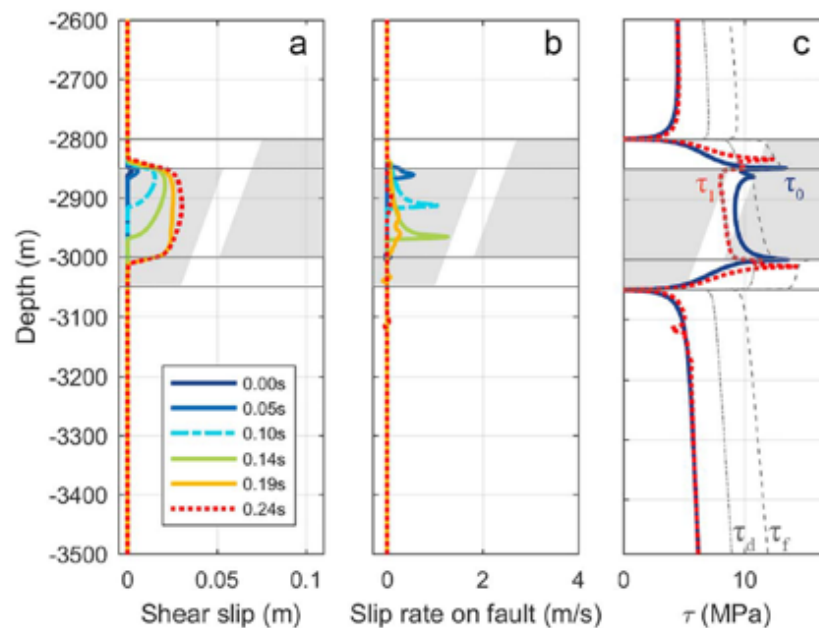 a
b
c
-2600
-2700
-2800
-2900
-3000
-3100
-3200
-3300
-3400
-3500
Depth (m)
0.00s
0.05s
0.10s
0.14s
0.19s
0.24s
τ1
τ0
τd
τf
0 0.05 0.1
0 2 4
0 10
Shear slip (m)
Slip rate on fault (m/s)
τ (MPa)